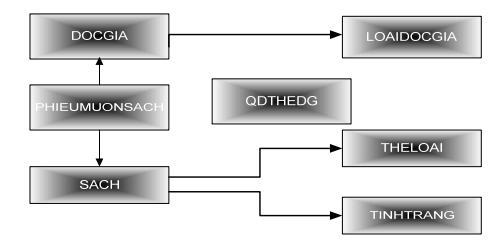 DOCGIA
LOAIDOCGIA
PHIEUMUONSACH
QDTHEDG
THELOAI
SACH
TINHTRANG